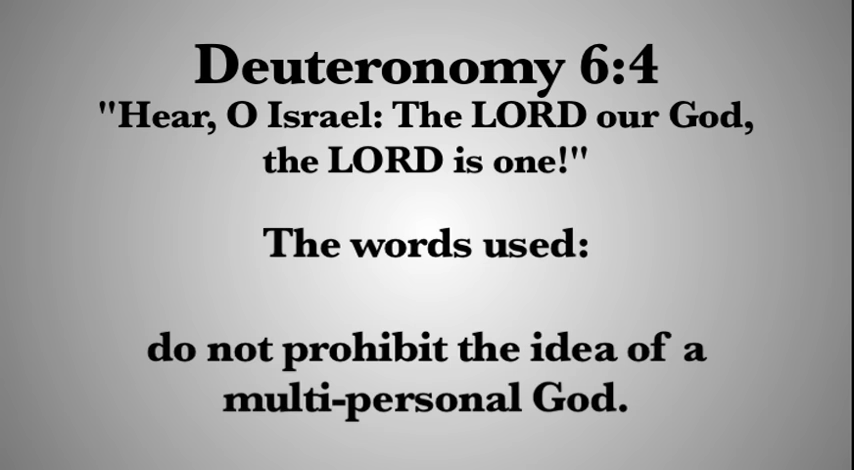 Deuteronomy 6:4
"Hear, O Israel: The LORD our God,
the LORD is one!"
The words used:
do not prohibit the idea of a
multi-personal God.